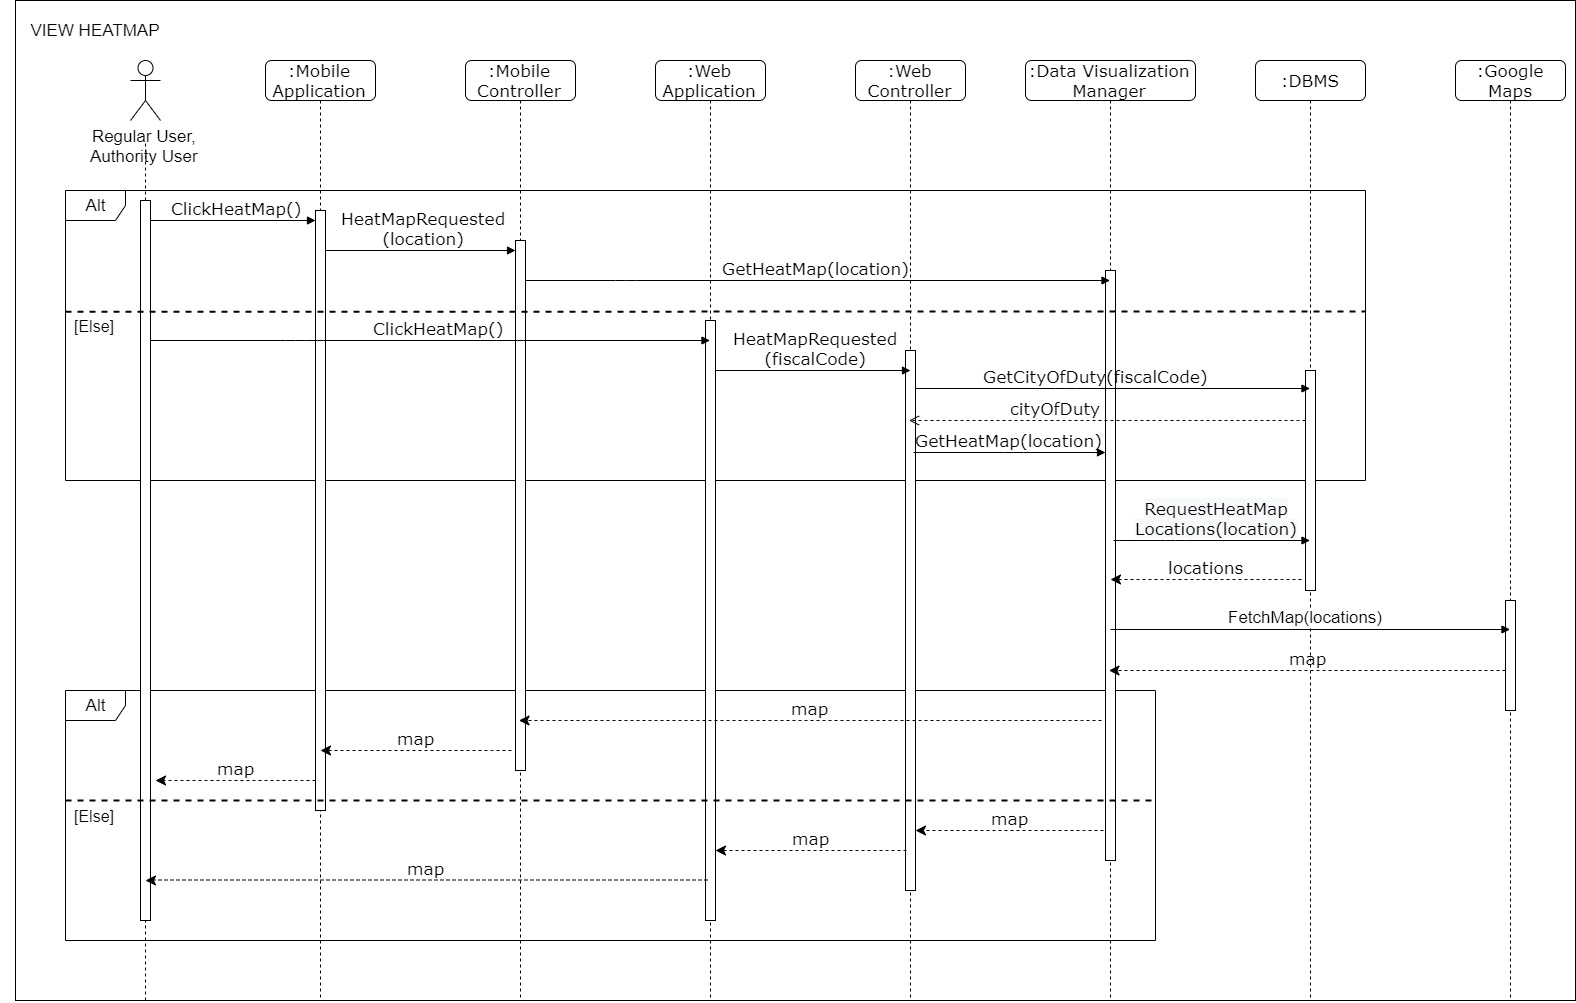 VIEW HEATMAP
:Mobile
Application
:Mobile
Controller
:Web
Application
:Web
Controller
:Data Visualization
Manager
:DBMS
:Google
Maps
Regular User,
Authority User
Alt
ClickHeatMap()
HeatMapRequested
(location)
GetHeatMap(location)
[Else]
ClickHeatMap()
HeatMapRequested
(fiscalCode)
GetCityOfDuty(fiscalCode)
cityOfDuty
GetHeatMap(location)
RequestHeatMap
Locations(location)
locations
FetchMap(locations)
map
Alt
map
map
map
[Else]
map
map
map